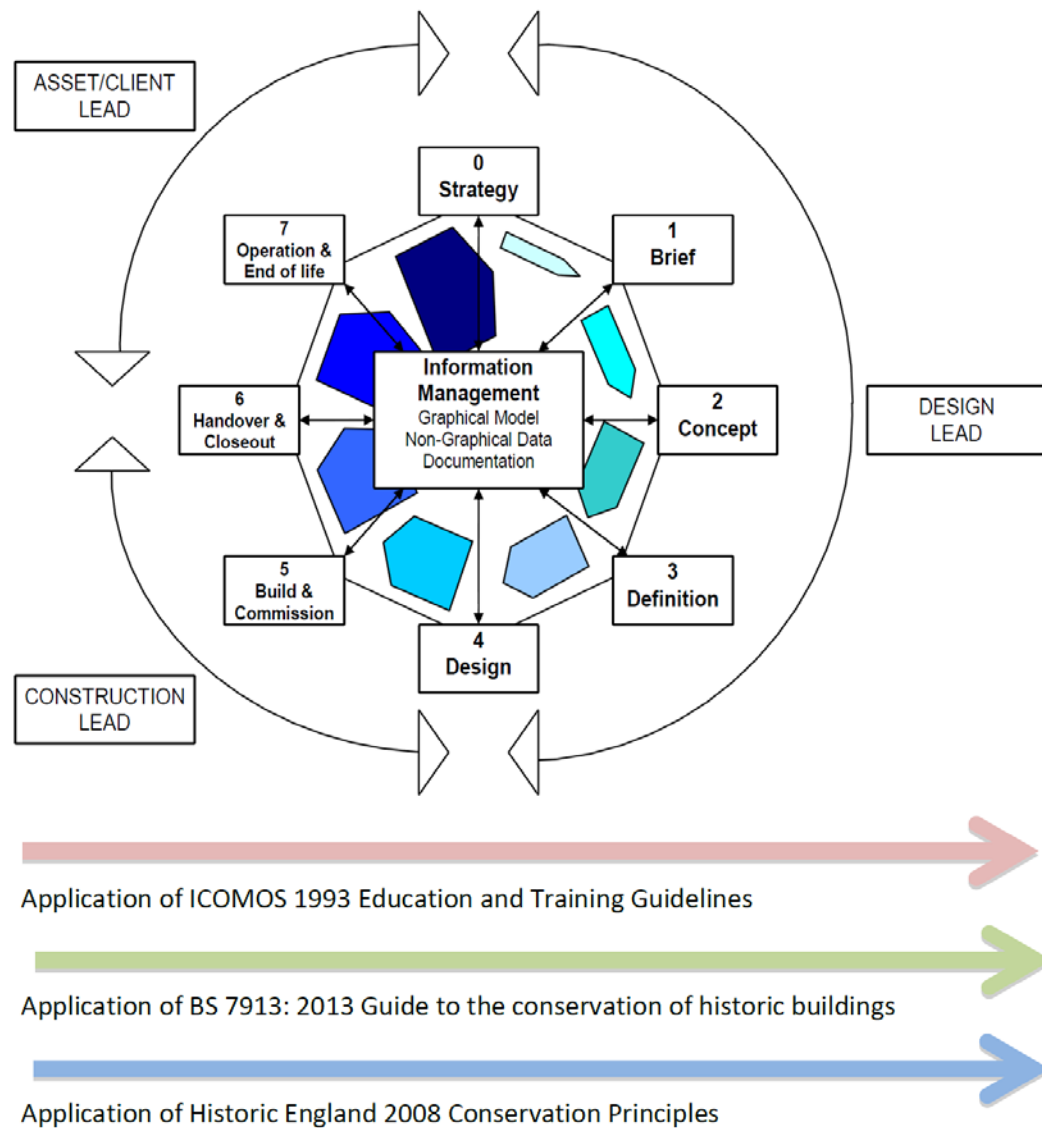 ASSET/CLIENT
LEAD
0
Strategy
7
Operation &
End of life
1
Brief
Information
Management
Graphical Model
Non-Graphical Data
Documentation
6
Handover &
Closeout
2
Concept
DESIGN
LEAD
5
Build &
Commission
3
Definition
4
Design
CONSTRUCTION
LEAD
Application of ICOMOS 1993 Education and Training Guidelines
Application of BS 7913: 2013 Guide to the conservation of historic buildings
Application of Historic England 2008 Conservation Principles